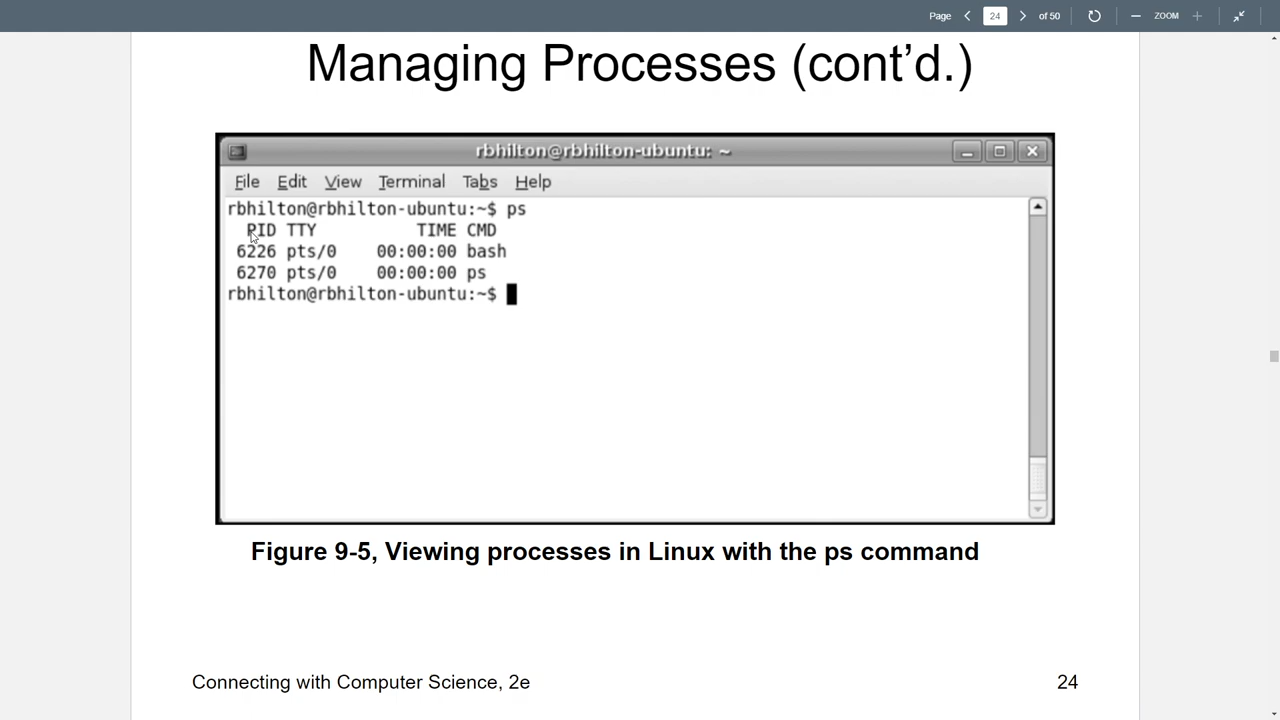 Page 24 of 50 ZOOM
Managing Processes (cont’d.)
rbhilton@rbhilton-ubuntu: ~
File Edit View Terminal Tabs Help
rbhilton@rbhilton-ubuntu:~$ ps
PID TTY TIME CMD
6226 pts/0 00:00:00 bash
6270 pts/0 00:00:00 ps
rbhilton@rbhilton-ubuntu:~$
Figure 9-5, Viewing processes in Linux with the ps command
Connecting with Computer Science, 2e 24